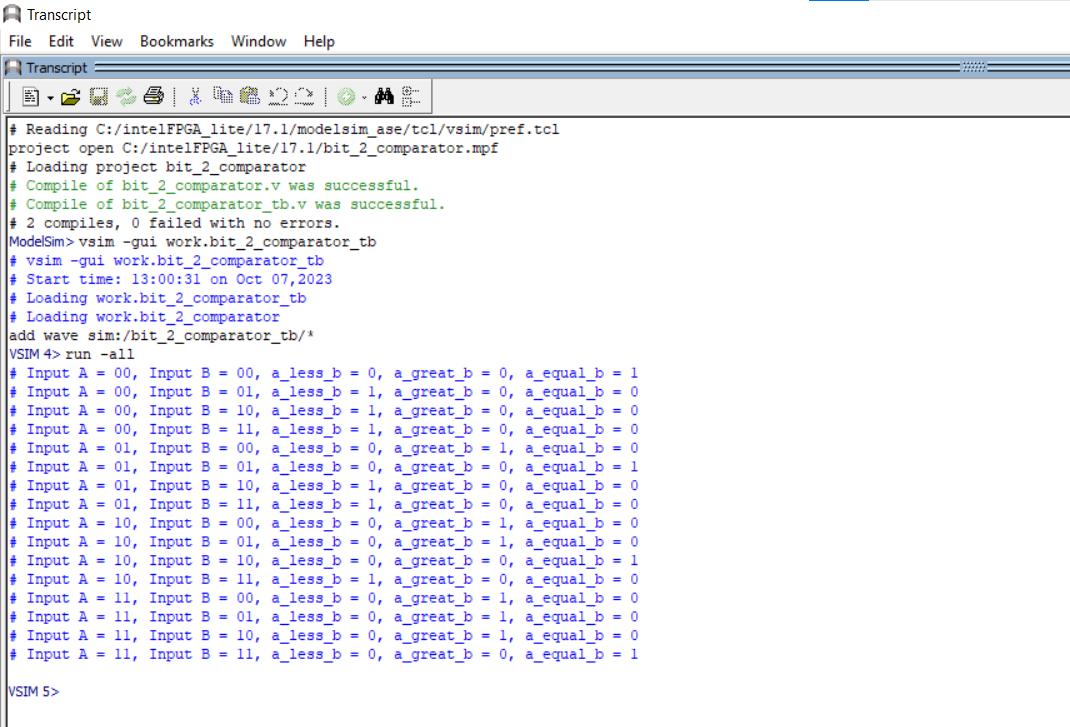 Transcript
File Edit View Bookmarks Window Help
Transcript
# Reading C:/intelFPGA_lite/17.1/modelsim_ase/tcl/vsim/pref.tcl
project open C:/intelFPGA_lite/17.1/bit_2_comparator.mpf
# Loading project bit_2_comparator
# Compile of bit_2_comparator.v was successful.
# Compile of bit_2_comparator_tb.v was successful.
# 2 compiles, 0 failed with no errors.
ModelSim> vsim -gui work.bit_2_comparator_tb
# vsim -gui work.bit_2_comparator_tb
# Start time: 13:00:31 on Oct 07,2023
# Loading work.bit_2_comparator_tb
# Loading work.bit_2_comparator
add wave sim:/bit_2_comparator_tb/*
VSIM 4> run -all
# Input A = 00, Input B = 00, a_less_b = 0, a_great_b = 0, a_equal_b = 1
# Input A = 00, Input B = 01, a_less_b = 1, a_great_b = 0, a_equal_b = 0
# Input A = 00, Input B = 10, a_less_b = 1, a_great_b = 0, a_equal_b = 0
# Input A = 00, Input B = 11, a_less_b = 1, a_great_b = 0, a_equal_b = 0
# Input A = 01, Input B = 00, a_less_b = 0, a_great_b = 1, a_equal_b = 0
# Input A = 01, Input B = 01, a_less_b = 0, a_great_b = 0, a_equal_b = 1
# Input A = 01, Input B = 10, a_less_b = 1, a_great_b = 0, a_equal_b = 0
# Input A = 01, Input B = 11, a_less_b = 1, a_great_b = 0, a_equal_b = 0
# Input A = 10, Input B = 00, a_less_b = 0, a_great_b = 1, a_equal_b = 0
# Input A = 10, Input B = 01, a_less_b = 0, a_great_b = 1, a_equal_b = 0
# Input A = 10, Input B = 10, a_less_b = 0, a_great_b = 0, a_equal_b = 1
# Input A = 10, Input B = 11, a_less_b = 1, a_great_b = 0, a_equal_b = 0
# Input A = 11, Input B = 00, a_less_b = 0, a_great_b = 1, a_equal_b = 0
# Input A = 11, Input B = 01, a_less_b = 0, a_great_b = 1, a_equal_b = 0
# Input A = 11, Input B = 10, a_less_b = 0, a_great_b = 1, a_equal_b = 0
# Input A = 11, Input B = 11, a_less_b = 0, a_great_b = 0, a_equal_b = 1
VSIM 5>